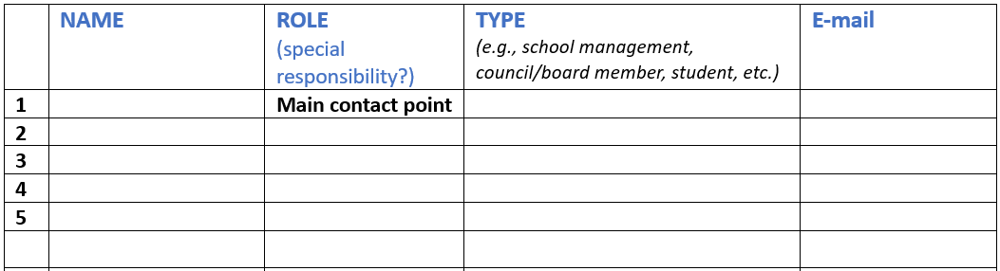 NAME
ROLE
(special
responsibility?)
TYPE
(e.g., school management,
council/board member, student, etc.)
E-mail
1
Main contact point
2
3
4
5